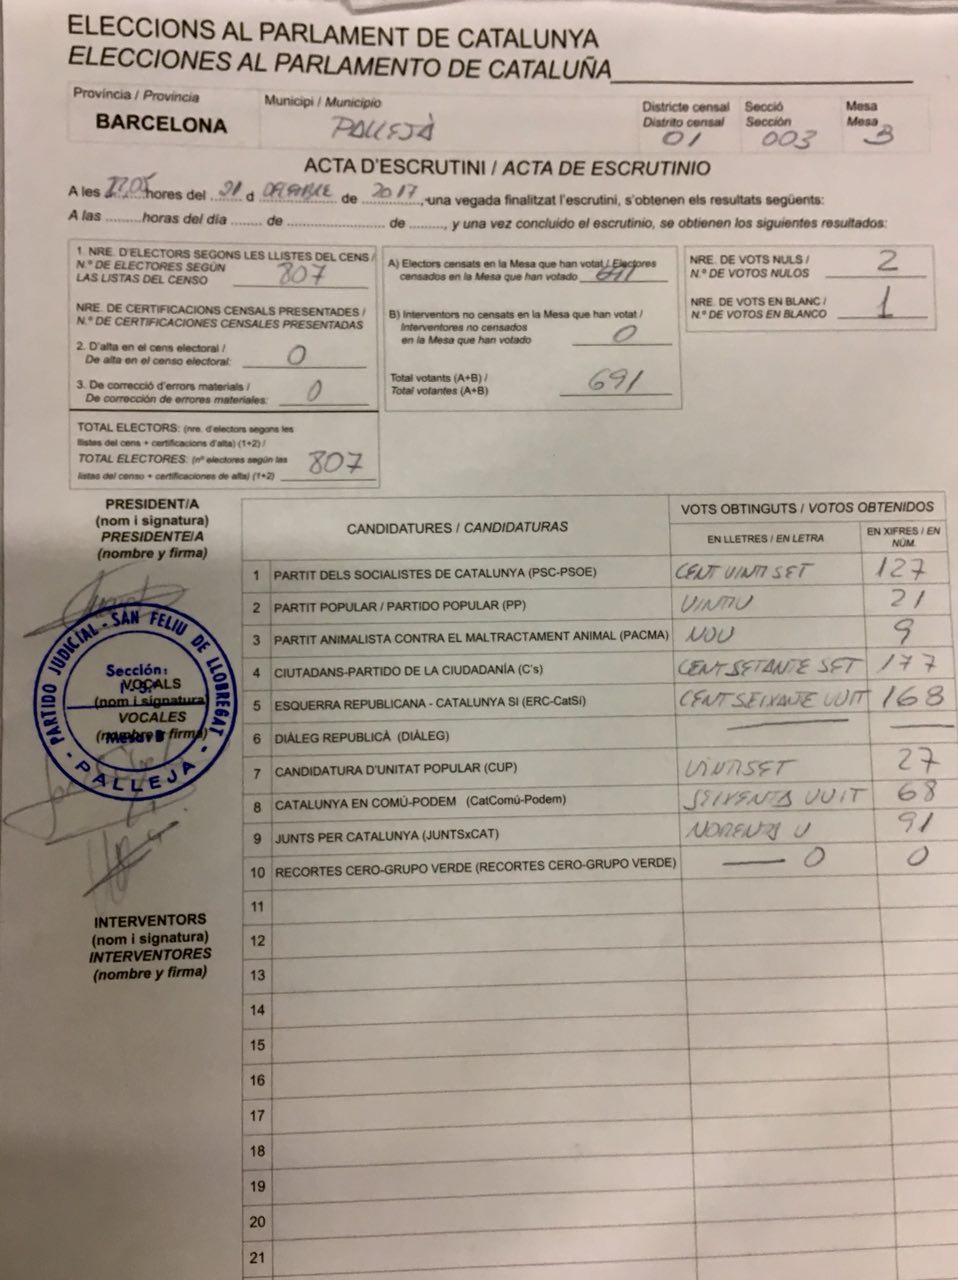 ELECCIONS AL PARLAMENT DE CATALUNYA
ELECCIONES AL PARLAMENTO DE CATALUÑA
Província / Provincia
BARCELONA
Municipi / Municipio
PALLEJÀ
Districte censal
Distrito censal
01
Secció
Sección
003
Mesa
Mesa
B
ACTA D'ESCRUTINI / ACTA DE ESCRUTINIO
A les 22,05 hores del 21 d DESEMBRE de 2017, una vegada finalitzat l'escrutini, s'obtenen els resultats següents:
A las ........horas del día ....... de ....................... de ........, y una vez concluido el escrutinio, se obtienen los siguientes resultados:
1. NRE. D'ELECTORS SEGONS LES LLISTES DEL CENS /
N.º DE ELECTORES SEGÚN
LAS LISTAS DEL CENSO 807
NRE. DE CERTIFICACIONS CENSALS PRESENTADES /
N.º DE CERTIFICACIONES CENSALES PRESENTADAS
2. D'alta en el cens electoral /
De alta en el censo electoral: 0
3. De correcció d'errors materials /
De corrección de errores materiales: 0
TOTAL ELECTORS: (nre. d'electors segons les
llistes del cens + certificacions d'alta) (1+2) /
TOTAL ELECTORES: (nº electores según las
listas del censo + certificaciones de alta) (1+2) 807
A) Electors censats en la Mesa que han votat / Electores
censados en la Mesa que han votado 691
B) Interventors no censats en la Mesa que han votat /
Interventores no censados
en la Mesa que han votado 0
Total votants (A+B) /
Total votantes (A+B) 691
NRE. DE VOTS NULS /
N.º DE VOTOS NULOS 2
NRE. DE VOTS EN BLANC /
N.º DE VOTOS EN BLANCO 1
PRESIDENT/A
(nom i signatura)
PRESIDENTE/A
(nombre y firma)
PARTIDO JUDICIAL - SAN FELIU DE LLOBREGAT - PALLEJA -
Sección:
VOCALS
(nom i signatura)
VOCALES
(nombre y firma)
INTERVENTORS
(nom i signatura)
INTERVENTORES
(nombre y firma)
CANDIDATURES / CANDIDATURAS
VOTS OBTINGUTS / VOTOS OBTENIDOS
EN LLETRES / EN LETRA
EN XIFRES / EN
NÚM.
1 PARTIT DELS SOCIALISTES DE CATALUNYA (PSC-PSOE) CENT VINTISET 127
2 PARTIT POPULAR / PARTIDO POPULAR (PP) VINTIU 21
3 PARTIT ANIMALISTA CONTRA EL MALTRACTAMENT ANIMAL (PACMA) NOU 9
4 CIUTADANS-PARTIDO DE LA CIUDADANÍA (C's) CENT SETANTE SET 177
5 ESQUERRA REPUBLICANA - CATALUNYA SI (ERC-CatSí) CENT SEIXANTE VUIT 168
6 DIÀLEG REPUBLICÀ (DIÀLEG)
7 CANDIDATURA D'UNITAT POPULAR (CUP) VINTISET 27
8 CATALUNYA EN COMÚ-PODEM (CatComú-Podem) VUIT 68
9 JUNTS PER CATALUNYA (JUNTSxCAT) U 91
10 RECORTES CERO-GRUPO VERDE (RECORTES CERO-GRUPO VERDE) 0 0
11
12
13
14
15
16
17
18
19
20
21